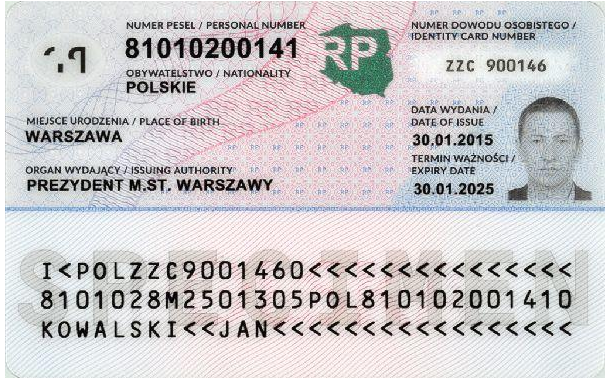 NUMER PESEL / PERSONAL NUMBER
81010200141
OBYWATELSTWO / NATIONALITY
POLSKIE
MIEJSCE URODZENIA / PLACE OF BIRTH
WARSZAWA
ORGAN WYDAJĄCY / ISSUING AUTHORITY
PREZYDENT M.ST. WARSZAWY
RP
NUMER DOWODU OSOBISTEGO /
IDENTITY CARD NUMBER
ZZC 900146
DATA WYDANIA /
DATE OF ISSUE
30.01.2015
TERMIN WAŻNOŚCI /
EXPIRY DATE
30.01.2025
SPECIMEN
I<POLZZC9001460<<<<<<<<<<<<<<<
8101028M2501305POL810102001410
KOWALSKI<<JAN<<<<<<<<<<<<<<<<<